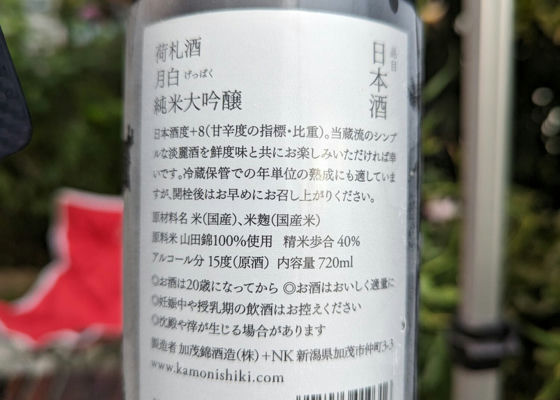 荷札酒
月白 げっぱく
純米大吟醸
品目
日本酒
日本酒度+8(甘辛度の指標・比重)。当蔵流のシンプ
ルな淡麗酒を鮮度味と共にお楽しみいただければ幸
いです。冷蔵保管での年単位の熟成にも適していま
すが、開栓後はお早めにお召し上がりください。
原材料名 米(国産)、米麹(国産米)
原料米 山田錦100%使用 精米歩合 40%
アルコール分 15度(原酒) 内容量 720ml
◎お酒は20歳になってから ◎お酒はおいしく適量に
◎妊娠中や授乳期の飲酒はお控えください
◎沈殿や滓が生じる場合があります
製造者 加茂錦酒造(株)+NK 新潟県加茂市仲町3-3
www.kamonishiki.com